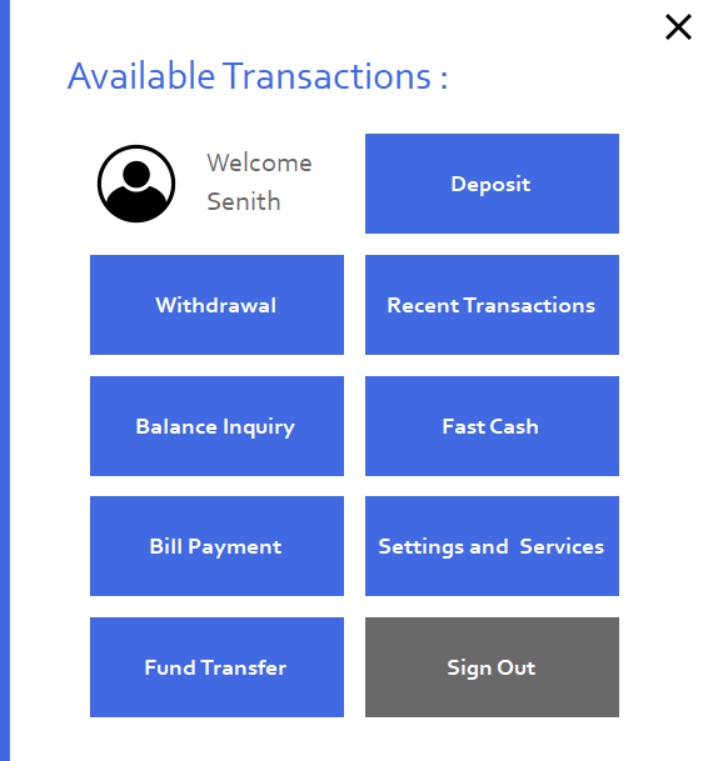 Available Transactions :
Welcome
Senith
Deposit
Withdrawal
Recent Transactions
Balance Inquiry
Fast Cash
Bill Payment
Settings and  Services
Fund Transfer
Sign Out